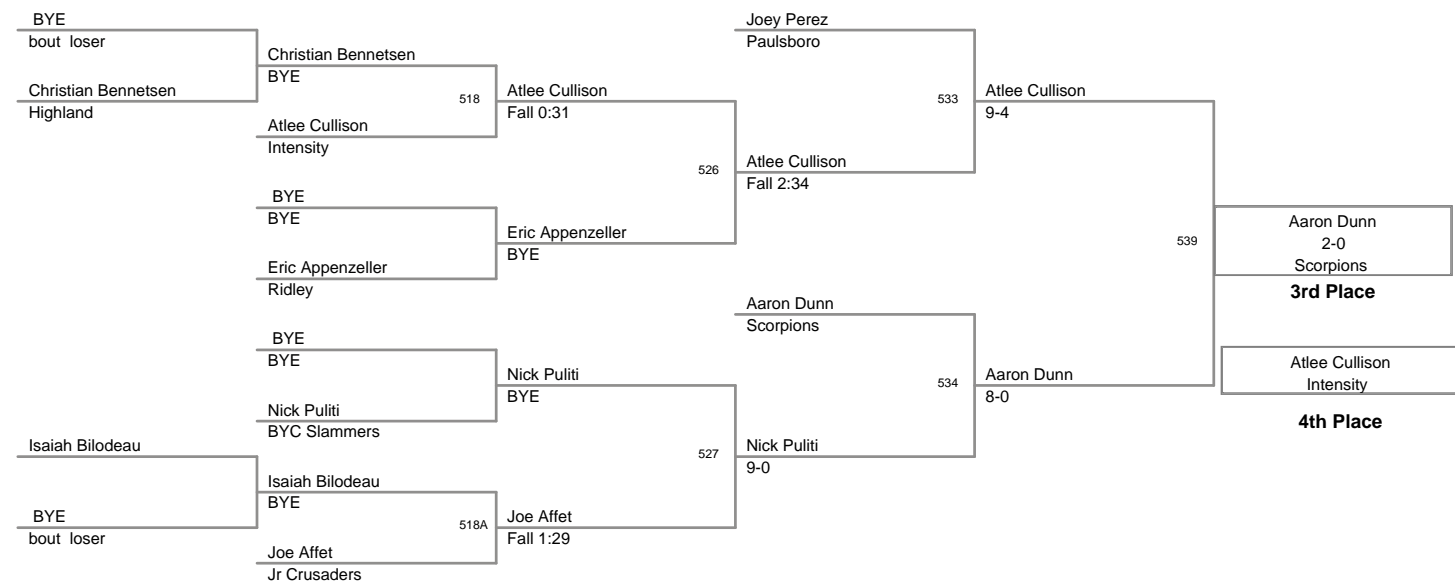 BYE
bout loser
Christian Bennetsen
Highland
Christian Bennetsen
BYE
518
Atlee Cullison
Intensity
Atlee Cullison
Fall 0:31
BYE
BYE
Eric Appenzeller
Ridley
Eric Appenzeller
BYE
526
Atlee Cullison
Fall 2:34
Joey Perez
Paulsboro
533
Atlee Cullison
9-4
BYE
BYE
Nick Puliti
BYC Slammers
Nick Puliti
BYE
Isaiah Bilodeau
BYE
bout loser
Isaiah Bilodeau
BYE
518A
Joe Affet
Jr Crusaders
Joe Affet
Fall 1:29
527
Nick Puliti
9-0
Aaron Dunn
Scorpions
534
Aaron Dunn
8-0
539
Aaron Dunn
2-0
Scorpions
3rd Place
Atlee Cullison
Intensity
4th Place